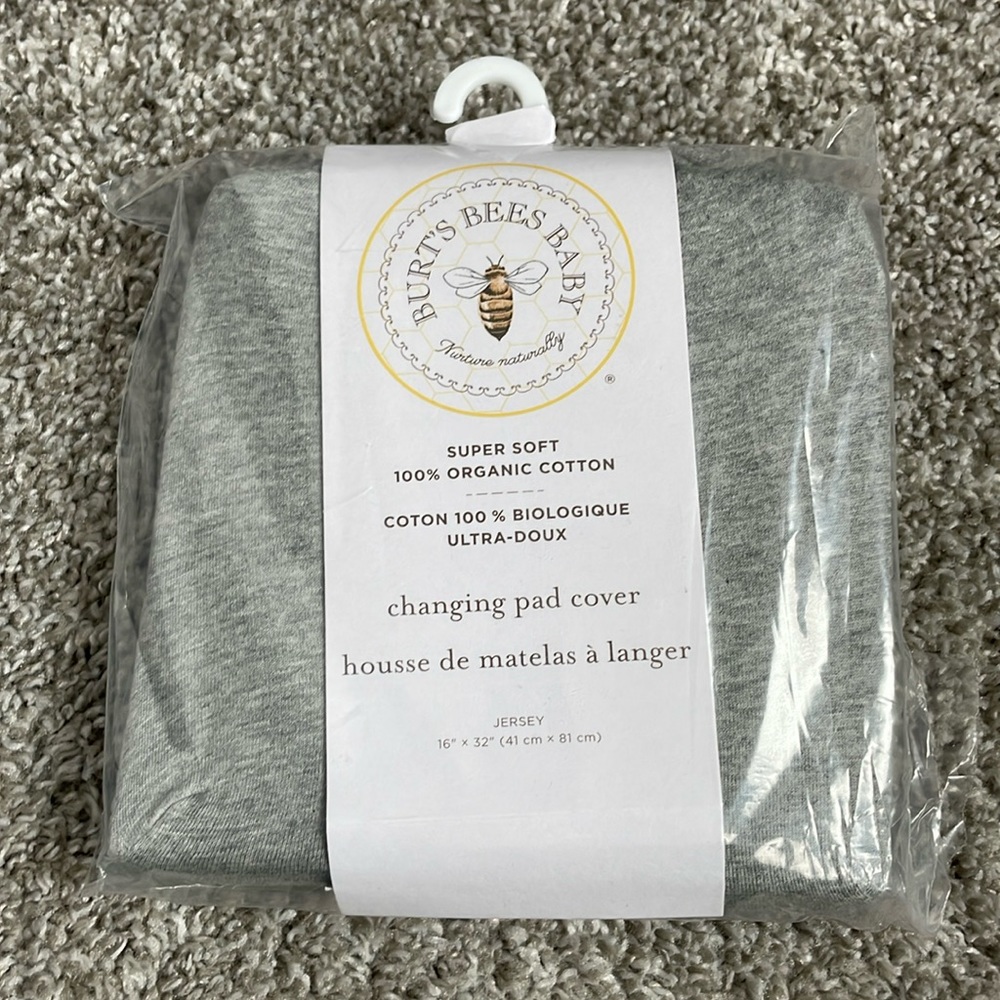 BURT'S BEES BABY
Nurture naturally
®
SUPER SOFT
100% ORGANIC COTTON
COTON 100 % BIOLOGIQUE
ULTRA-DOUX
changing pad cover
housse de matelas à langer
JERSEY
16" × 32" (41 cm × 81 cm)